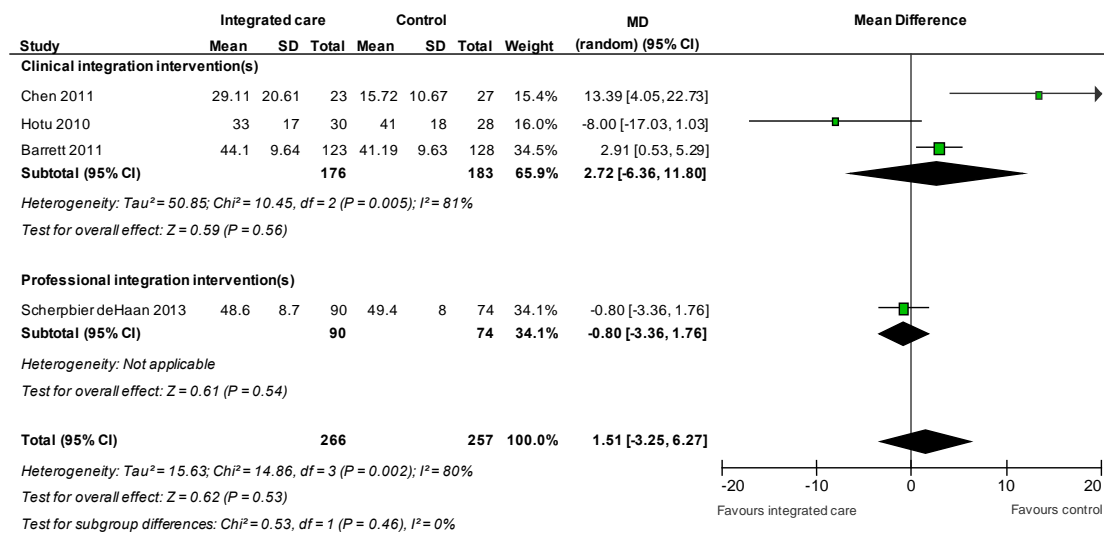 Integrated care Control MD Mean Difference
Study Mean SD Total Mean SD Total Weight (random) (95% CI)
Clinical integration intervention(s)
Chen 2011 29.11 20.61 23 15.72 10.67 27 15.4% 13.39 [4.05, 22.73]
Hotu 2010 33 17 30 41 18 28 16.0% -8.00 [-17.03, 1.03]
Barrett 2011 44.1 9.64 123 41.19 9.63 128 34.5% 2.91 [0.53, 5.29]
Subtotal (95% CI) 176 183 65.9% 2.72 [-6.36, 11.80]
Heterogeneity: Tau² = 50.85; Chi² = 10.45, df = 2 (P = 0.005); I² = 81%
Test for overall effect: Z = 0.59 (P = 0.56)
Professional integration intervention(s)
Scherpbier deHaan 2013 48.6 8.7 90 49.4 8 74 34.1% -0.80 [-3.36, 1.76]
Subtotal (95% CI) 90 74 34.1% -0.80 [-3.36, 1.76]
Heterogeneity: Not applicable
Test for overall effect: Z = 0.61 (P = 0.54)
Total (95% CI) 266 257 100.0% 1.51 [-3.25, 6.27]
Heterogeneity: Tau² = 15.63; Chi² = 14.86, df = 3 (P = 0.002); I² = 80%
Test for overall effect: Z = 0.62 (P = 0.53)
Test for subgroup differences: Chi² = 0.53, df = 1 (P = 0.46), I² = 0%
-20 -10 0 10 20
Favours integrated care Favours control